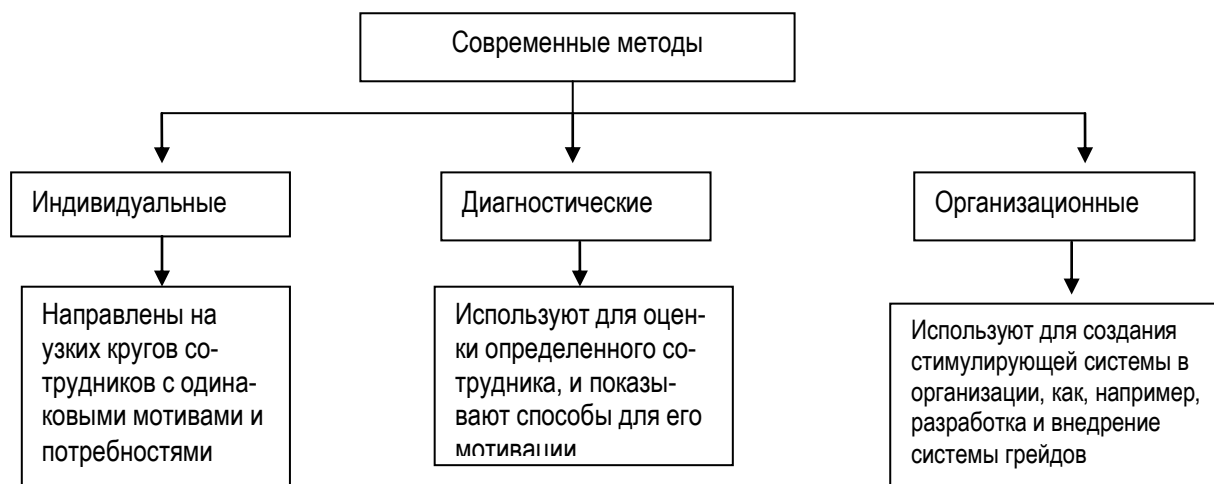 Современные методы
Индивидуальные
Диагностические
Организационные
Направлены на
узких кругов со-
трудников с одина-
ковыми мотивами и
потребностями
Используют для оцен-
ки определенного со-
трудника, и показы-
вают способы для его
мотивации
Используют для создания
стимулирующей системы в
организации, как, например,
разработка и внедрение
системы грейдов